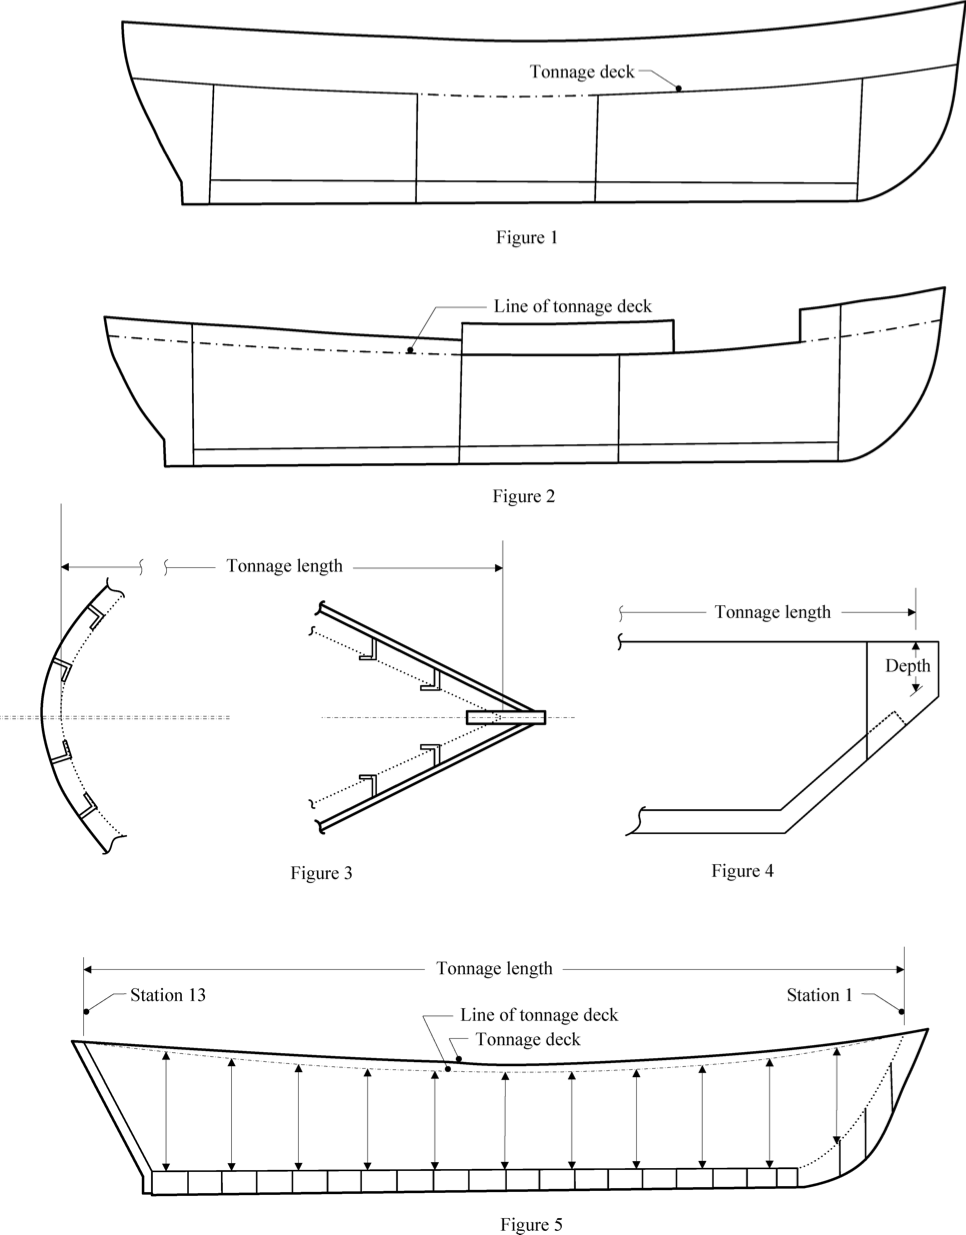 Tonnage deck
Figure 1
Line of tonnage deck
Figure 2
Tonnage length
Figure 3
Tonnage length
Depth
Figure 4
Tonnage length
Station 13
Station 1
Line of tonnage deck
Tonnage deck
Figure 5